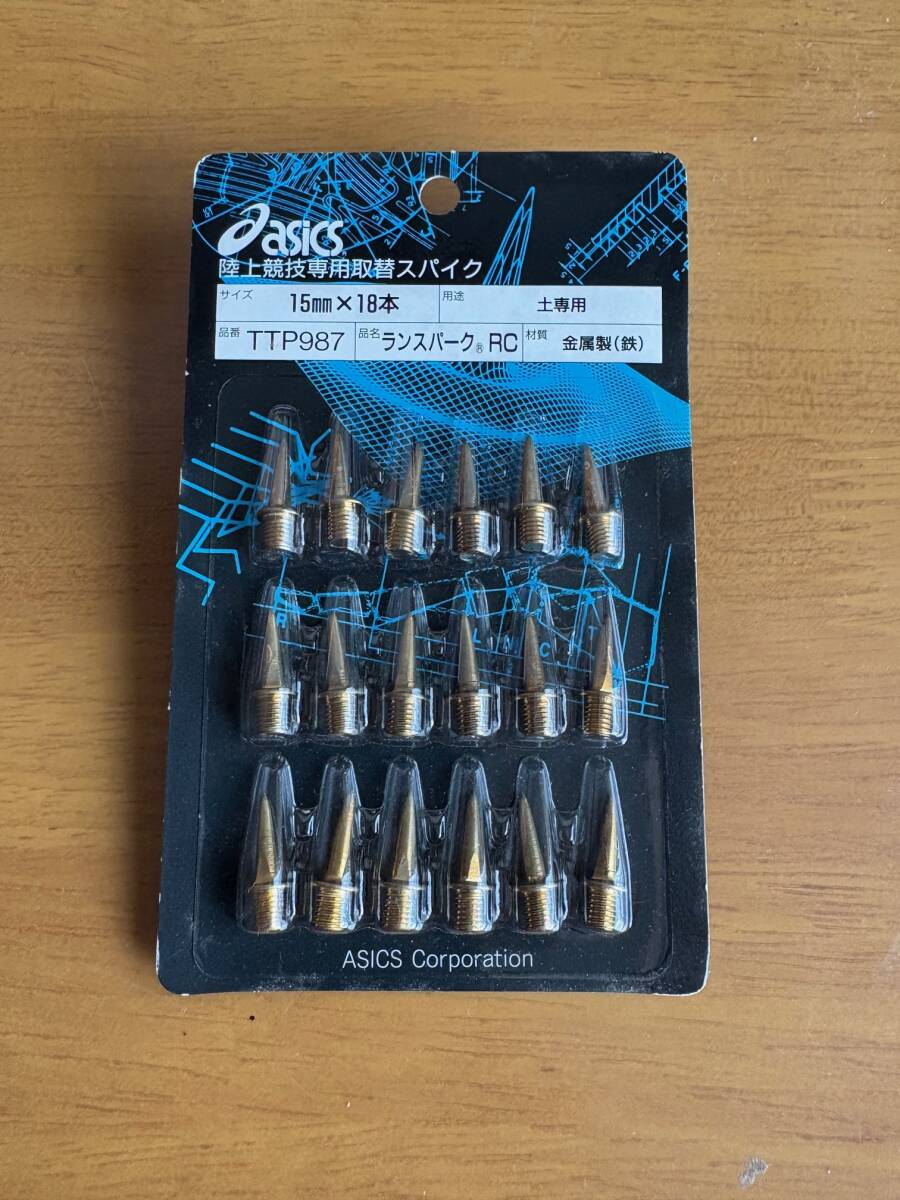 asics
陸上競技専用取替スパイク
サイズ 15mm×18本 用途 土専用
品番 TTP987 品名 ランスパーク® RC 材質 金属製(鉄)
ASICS Corporation